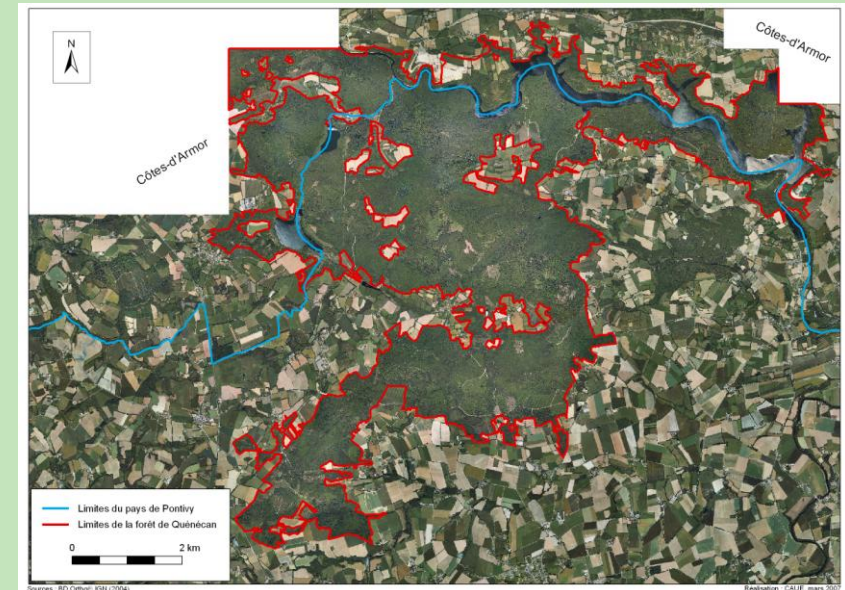 N
Côtes-d'Armor
Côtes-d'Armor
Limites du pays de Pontivy
Limites de la forêt de Quénécan
0 2 km
Sources : BD Ortho©, IGN (2004)
Réalisation : CAUE, mars 2007